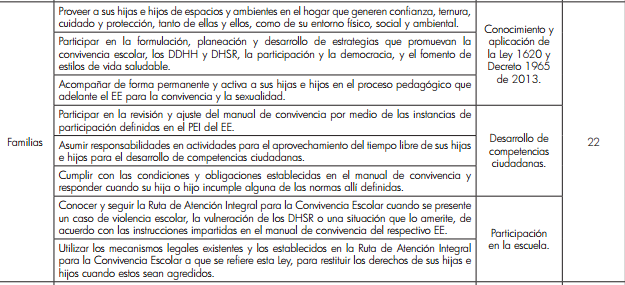 Proveer a sus hijas e hijos de espacios y ambientes en el hogar que generen confianza, ternura,
cuidado y protección, tanto de ellas y ellos, como de su entorno físico, social y ambiental.
Participar en la formulación, planeación y desarrollo de estrategias que promuevan la
convivencia escolar, los DDHH y DHSR, la participación y la democracia, y el fomento de
estilos de vida saludable.
Acompañar de forma permanente y activa a sus hijas e hijos en el proceso pedagógico que
adelante el EE para la convivencia y la sexualidad.
Conocimiento y
aplicación de
la Ley 1620 y
Decreto 1965
de 2013.
Familias
Participar en la revisión y ajuste del manual de convivencia por medio de las instancias de
participación definidas en el PEI del EE.
Asumir responsabilidades en actividades para el aprovechamiento del tiempo libre de sus hijas
e hijos para el desarrollo de competencias ciudadanas.
Cumplir con las condiciones y obligaciones establecidas en el manual de convivencia y
responder cuando su hija o hijo incumple alguna de las normas allí definidas.
Desarrollo de
competencias
ciudadanas.
22
Conocer y seguir la Ruta de Atención Integral para la Convivencia Escolar cuando se presente
un caso de violencia escolar, la vulneración de los DHSR o una situación que lo amerite, de
acuerdo con las instrucciones impartidas en el manual de convivencia del respectivo EE.
Utilizar los mecanismos legales existentes y los establecidos en la Ruta de Atención Integral
para la Convivencia Escolar a que se refiere esta Ley, para restituir los derechos de sus hijas e
hijos cuando estos sean agredidos.
Participación
en la escuela.